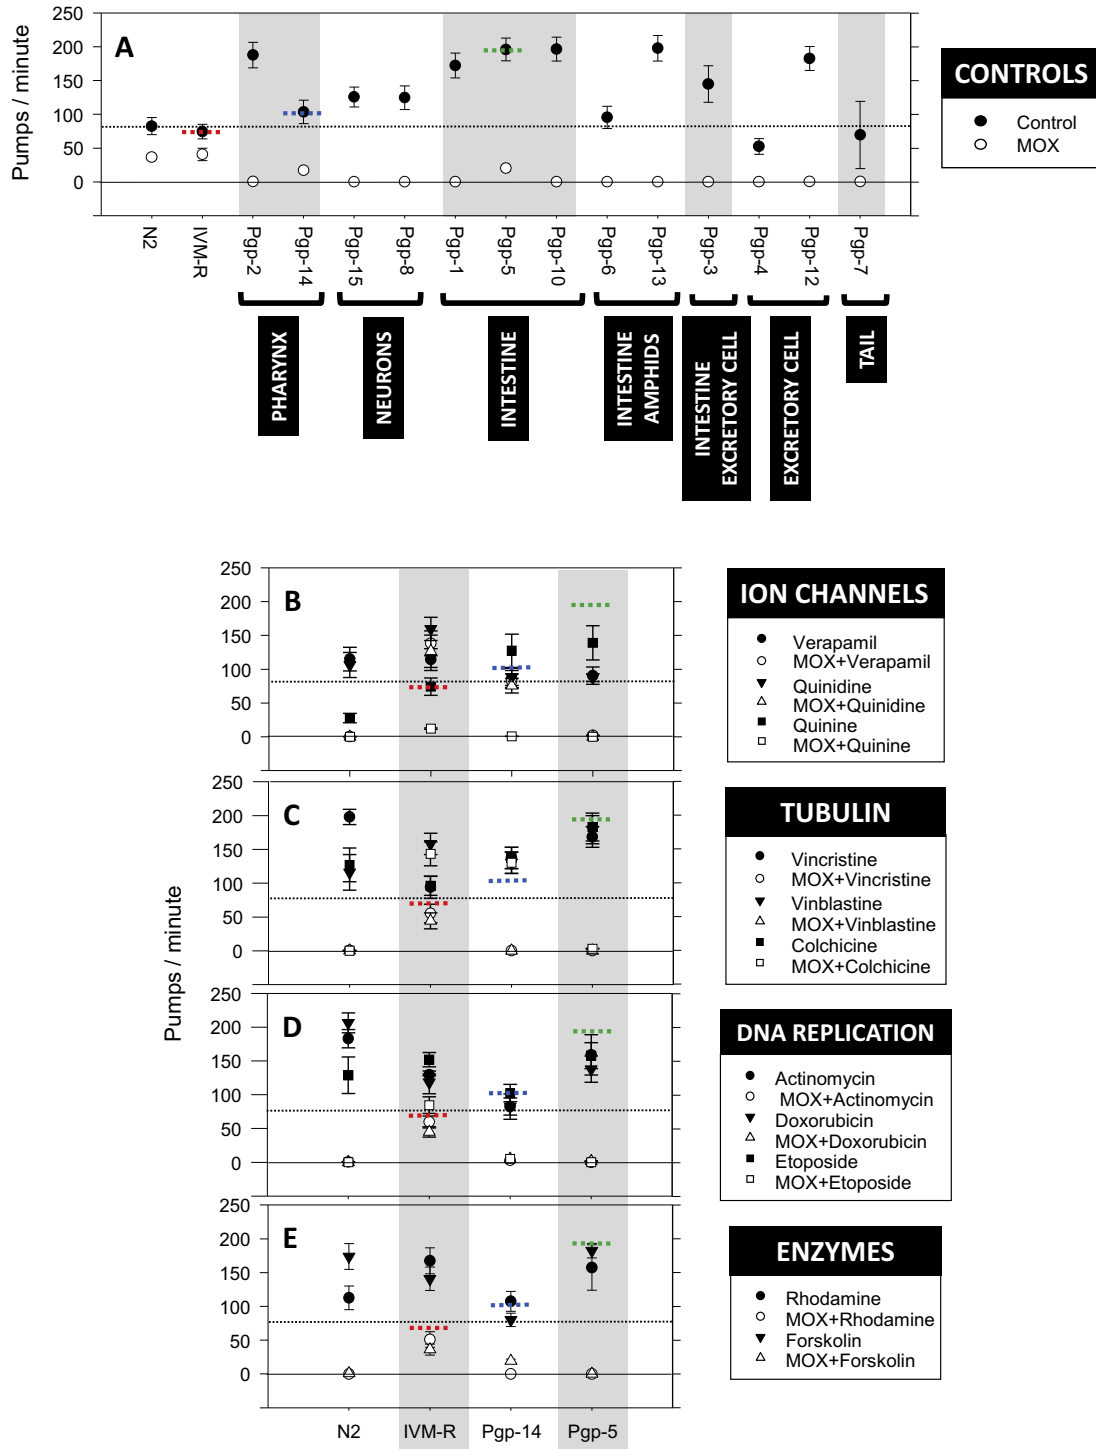 A
Pumps / minute
250
200
150
100
50
0
N2
IVM-R
Pgp-2
Pgp-14
Pgp-15
Pgp-8
Pgp-1
Pgp-5
Pgp-10
Pgp-6
Pgp-13
Pgp-3
Pgp-4
Pgp-12
Pgp-7
PHARYNX
NEURONS
INTESTINE
INTESTINE
AMPHIDS
INTESTINE
EXCRETORY CELL
EXCRETORY CELL
TAIL
CONTROLS
Control
MOX
B
250
200
150
100
50
0
ION CHANNELS
Verapamil
MOX+Verapamil
Quinidine
MOX+Quinidine
Quinine
MOX+Quinine
Pumps / minute
C
250
200
150
100
50
0
TUBULIN
Vincristine
MOX+Vincristine
Vinblastine
MOX+Vinblastine
Colchicine
MOX+Colchicine
D
250
200
150
100
50
0
DNA REPLICATION
Actinomycin
MOX+Actinomycin
Doxorubicin
MOX+Doxorubicin
Etoposide
MOX+Etoposide
E
250
200
150
100
50
0
ENZYMES
Rhodamine
MOX+Rhodamine
Forskolin
MOX+Forskolin
N2
IVM-R
Pgp-14
Pgp-5